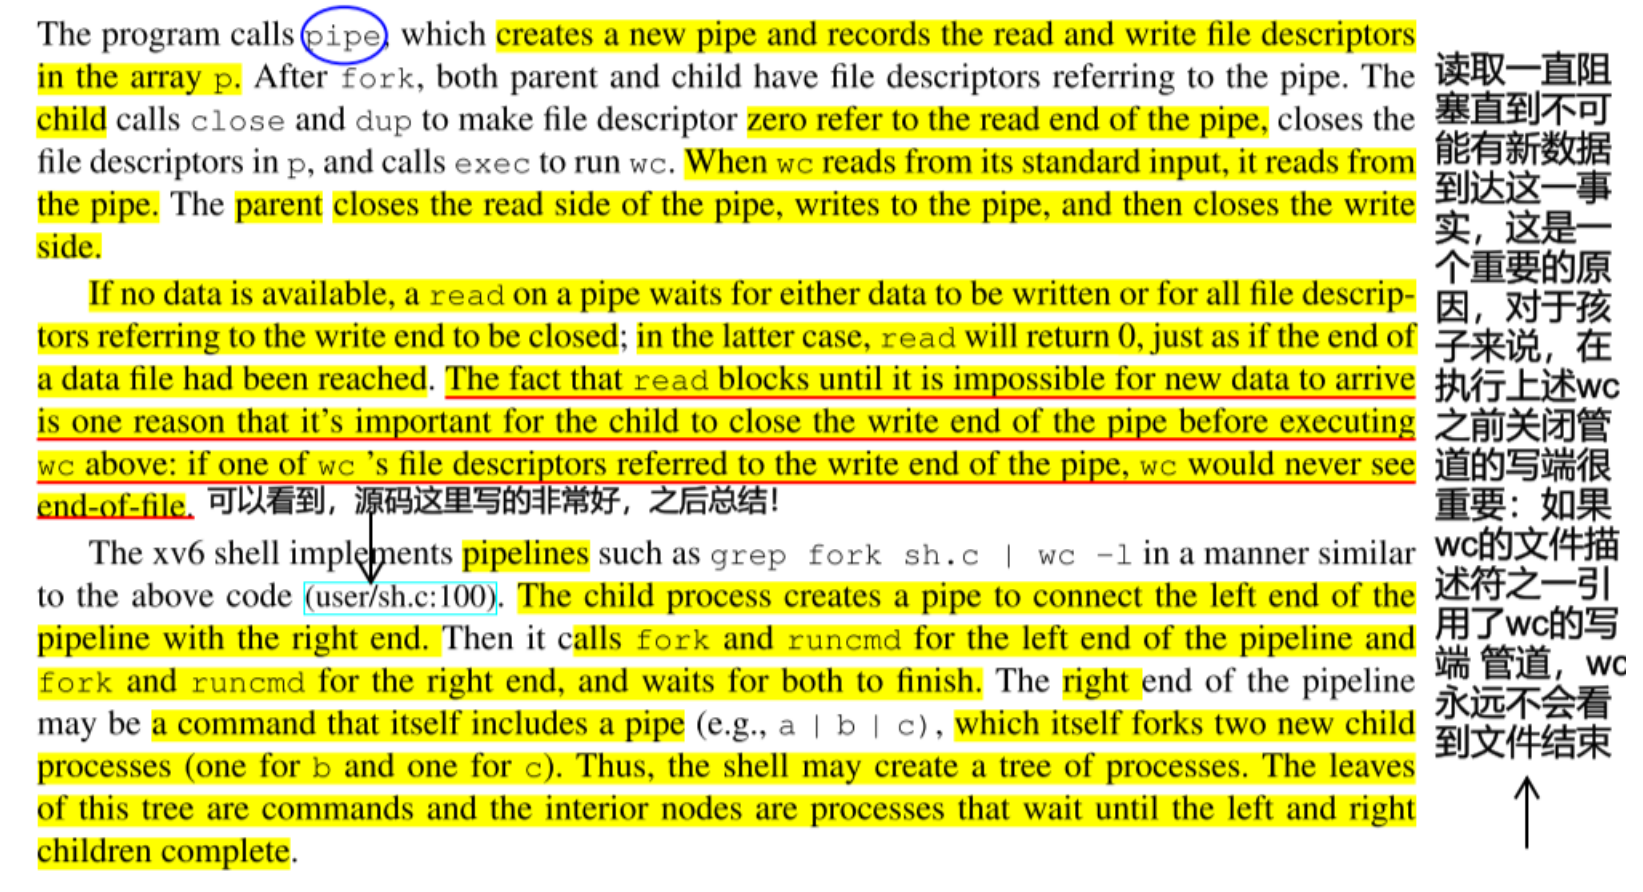 The program calls pipe, which creates a new pipe and records the read and write file descriptors
in the array p. After fork, both parent and child have file descriptors referring to the pipe. The
child calls close and dup to make file descriptor zero refer to the read end of the pipe, closes the
file descriptors in p, and calls exec to run wc. When wc reads from its standard input, it reads from
the pipe. The parent closes the read side of the pipe, writes to the pipe, and then closes the write
side.
If no data is available, a read on a pipe waits for either data to be written or for all file descrip-
tors referring to the write end to be closed; in the latter case, read will return 0, just as if the end of
a data file had been reached. The fact that read blocks until it is impossible for new data to arrive
is one reason that it's important for the child to close the write end of the pipe before executing
wc above: if one of wc 's file descriptors referred to the write end of the pipe, wc would never see
end-of-file. 可以看到，源码这里写的非常好，之后总结！
The xv6 shell implements pipelines such as grep fork sh.c | wc -l in a manner similar
to the above code (user/sh.c:100). The child process creates a pipe to connect the left end of the
pipeline with the right end. Then it calls fork and runcmd for the left end of the pipeline and
fork and runcmd for the right end, and waits for both to finish. The right end of the pipeline
may be a command that itself includes a pipe (e.g., a | b | c), which itself forks two new child
processes (one for b and one for c). Thus, the shell may create a tree of processes. The leaves
of this tree are commands and the interior nodes are processes that wait until the left and right
children complete.
读取一直阻
塞直到不可
能有新数据
到达这一事
实，这是一
个重要的原
因，对于孩
子来说，在
执行上述wc
之前关闭管
道的写端很
重要：如果
wc的文件描
述符之一引
用了wc的写
端 管道，wc
永远不会看
到文件结束